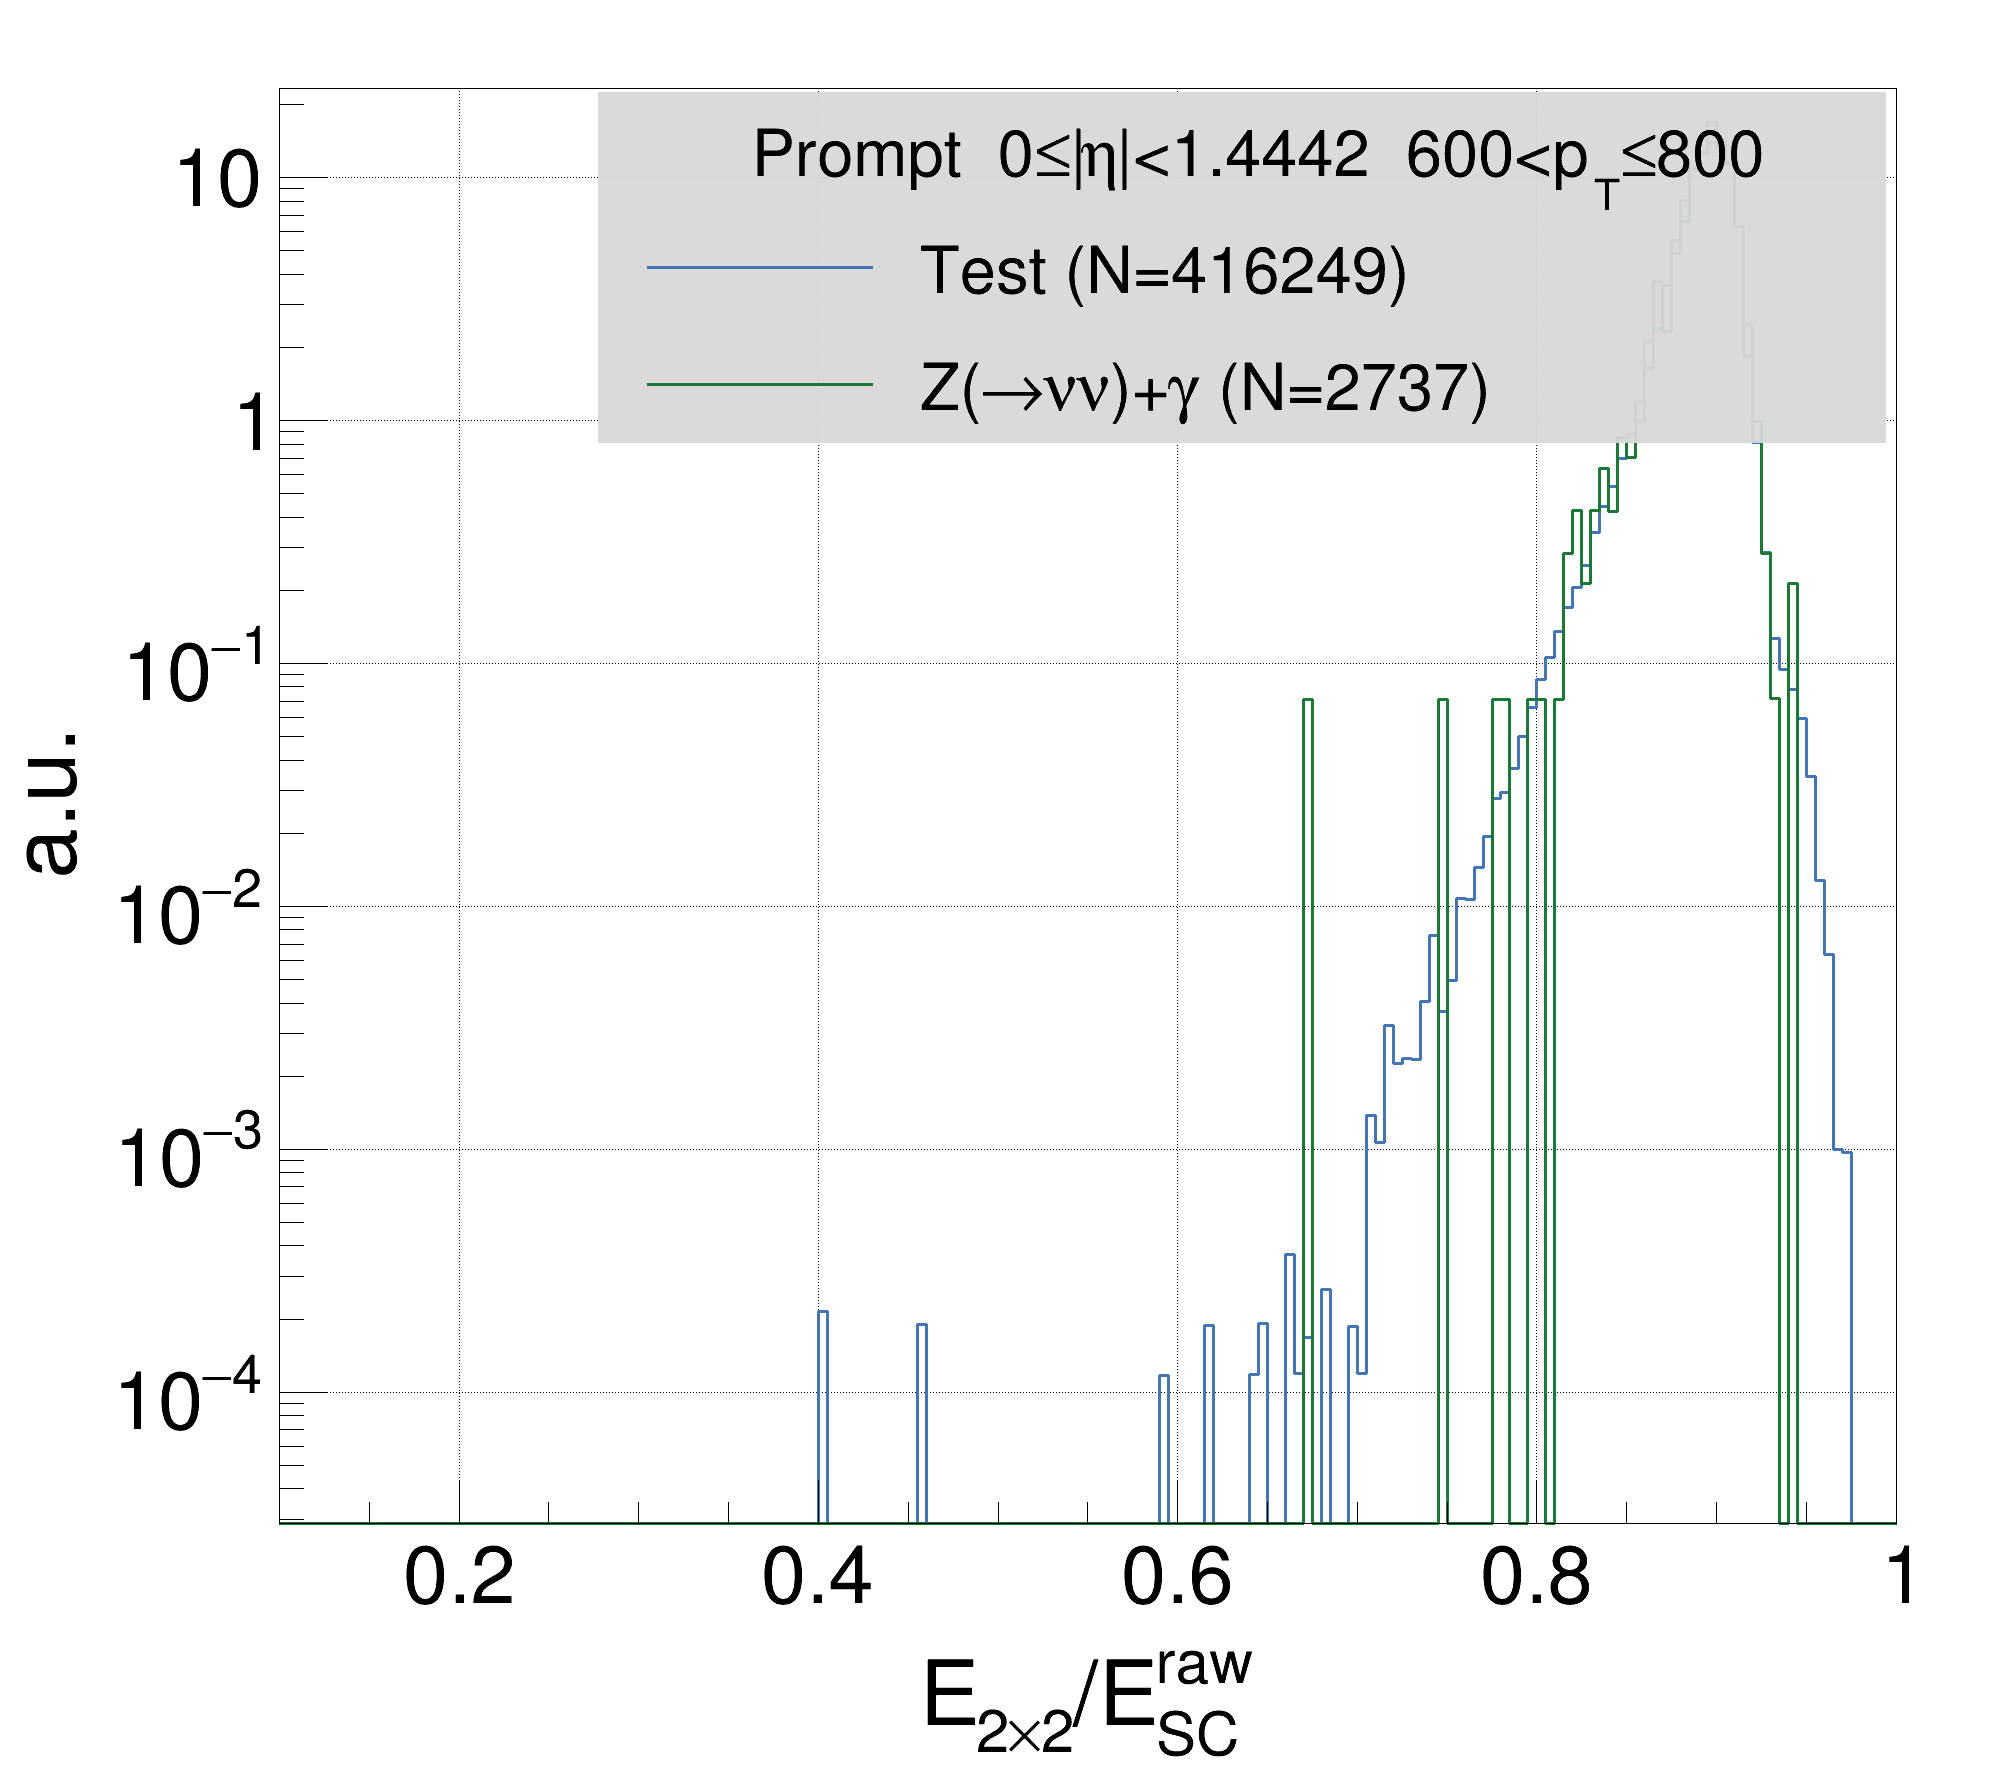 Prompt 0≤|η|<1.4442 600<p_T≤800
Test (N=416249)
Z(→νν)+γ (N=2737)
10
1
10^−1
10^−2
10^−3
10^−4
a.u.
0.2 0.4 0.6 0.8 1
E_2×2/E_SC^raw